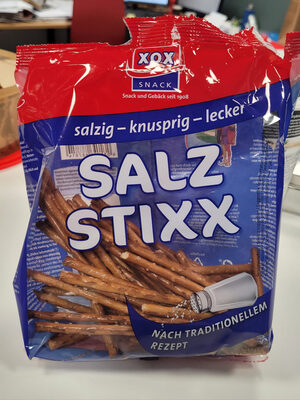 XOX
SNACK
Snack und Gebäck seit 1908
salzig – knusprig – lecker
SALZ
STIXX
NACH TRADITIONELLEM
REZEPT